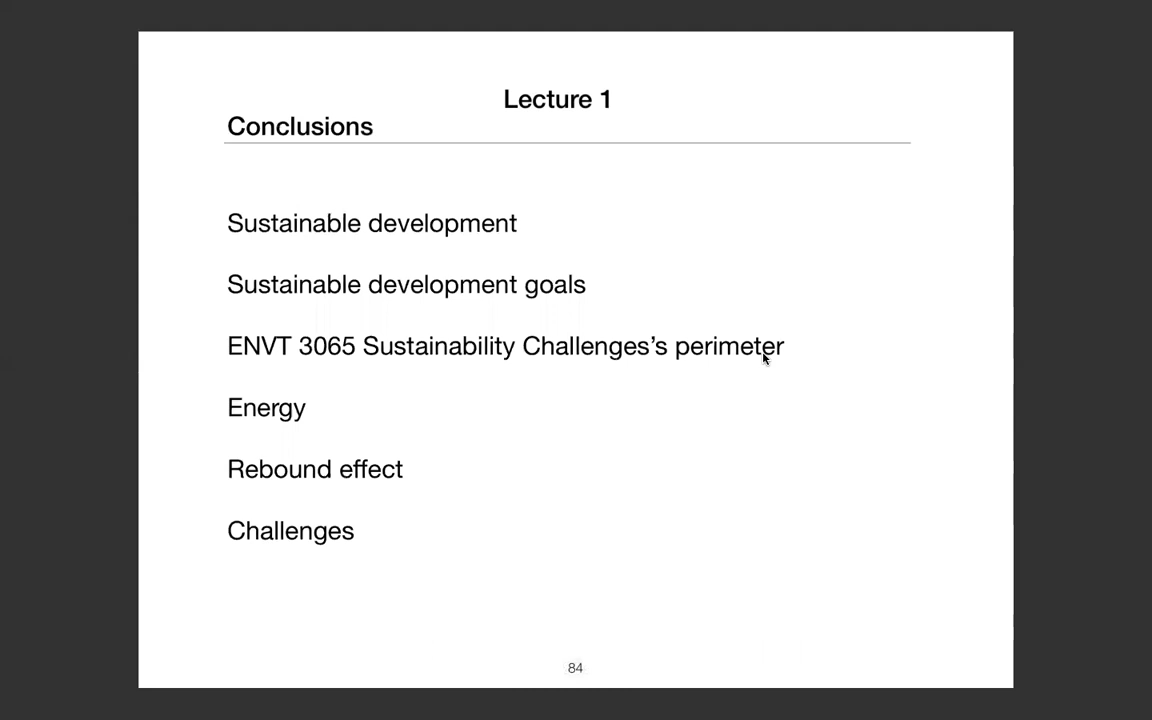 Lecture 1
Conclusions
Sustainable development
Sustainable development goals
ENVT 3065 Sustainability Challenges’s perimeter
Energy
Rebound effect
Challenges
84